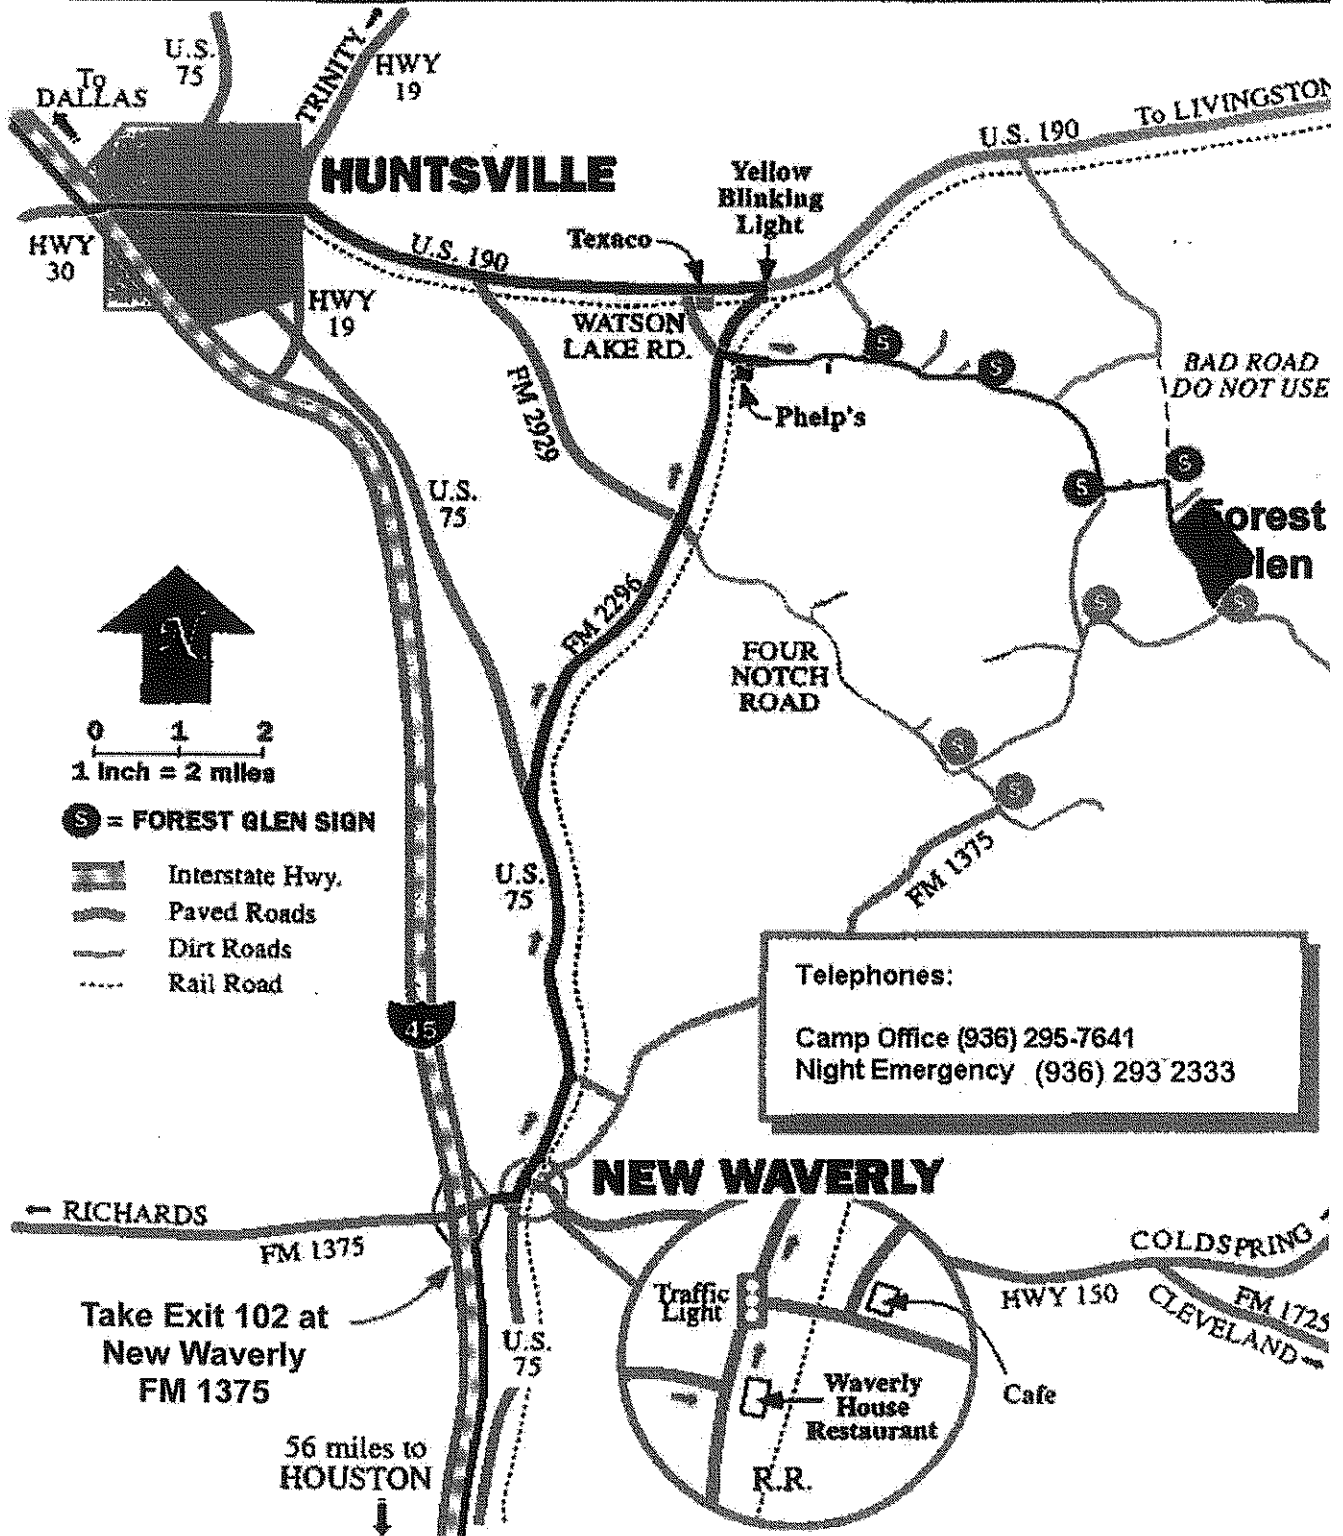 U.S.
75
To
DALLAS
TRINITY
HWY
19
HUNTSVILLE
HWY
30
HWY
19
U.S. 190
Texaco
Yellow
Blinking
Light
U.S. 190
To LIVINGSTON
WATSON
LAKE RD.
FM 2929
Phelp's
BAD ROAD
DO NOT USE
S
S
S
S
Forest
Glen
S
S
U.S.
75
FM 2296
FOUR
NOTCH
ROAD
S
S
FM 1375
N
0 1 2
1 Inch = 2 miles
S = FOREST GLEN SIGN
Interstate Hwy.
Paved Roads
Dirt Roads
Rail Road
U.S.
75
45
Telephones:
Camp Office (936) 295-7641
Night Emergency (936) 293 2333
NEW WAVERLY
RICHARDS
FM 1375
Take Exit 102 at
New Waverly
FM 1375
U.S.
75
56 miles to
HOUSTON
Traffic
Light
Waverly
House
Restaurant
R.R.
Cafe
HWY 150
COLDSPRING
FM 1725
CLEVELAND